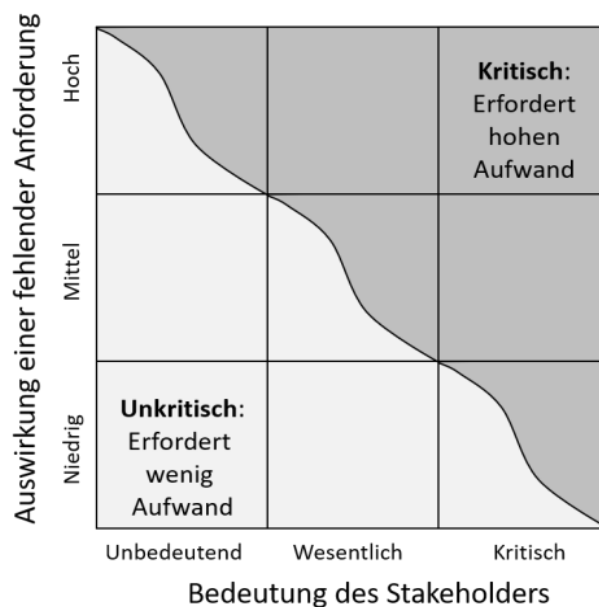 Auswirkung einer fehlender Anforderung
Hoch
Mittel
Niedrig
Kritisch:
Erfordert
hohen
Aufwand
Unkritisch:
Erfordert
wenig
Aufwand
Unbedeutend
Wesentlich
Kritisch
Bedeutung des Stakeholders